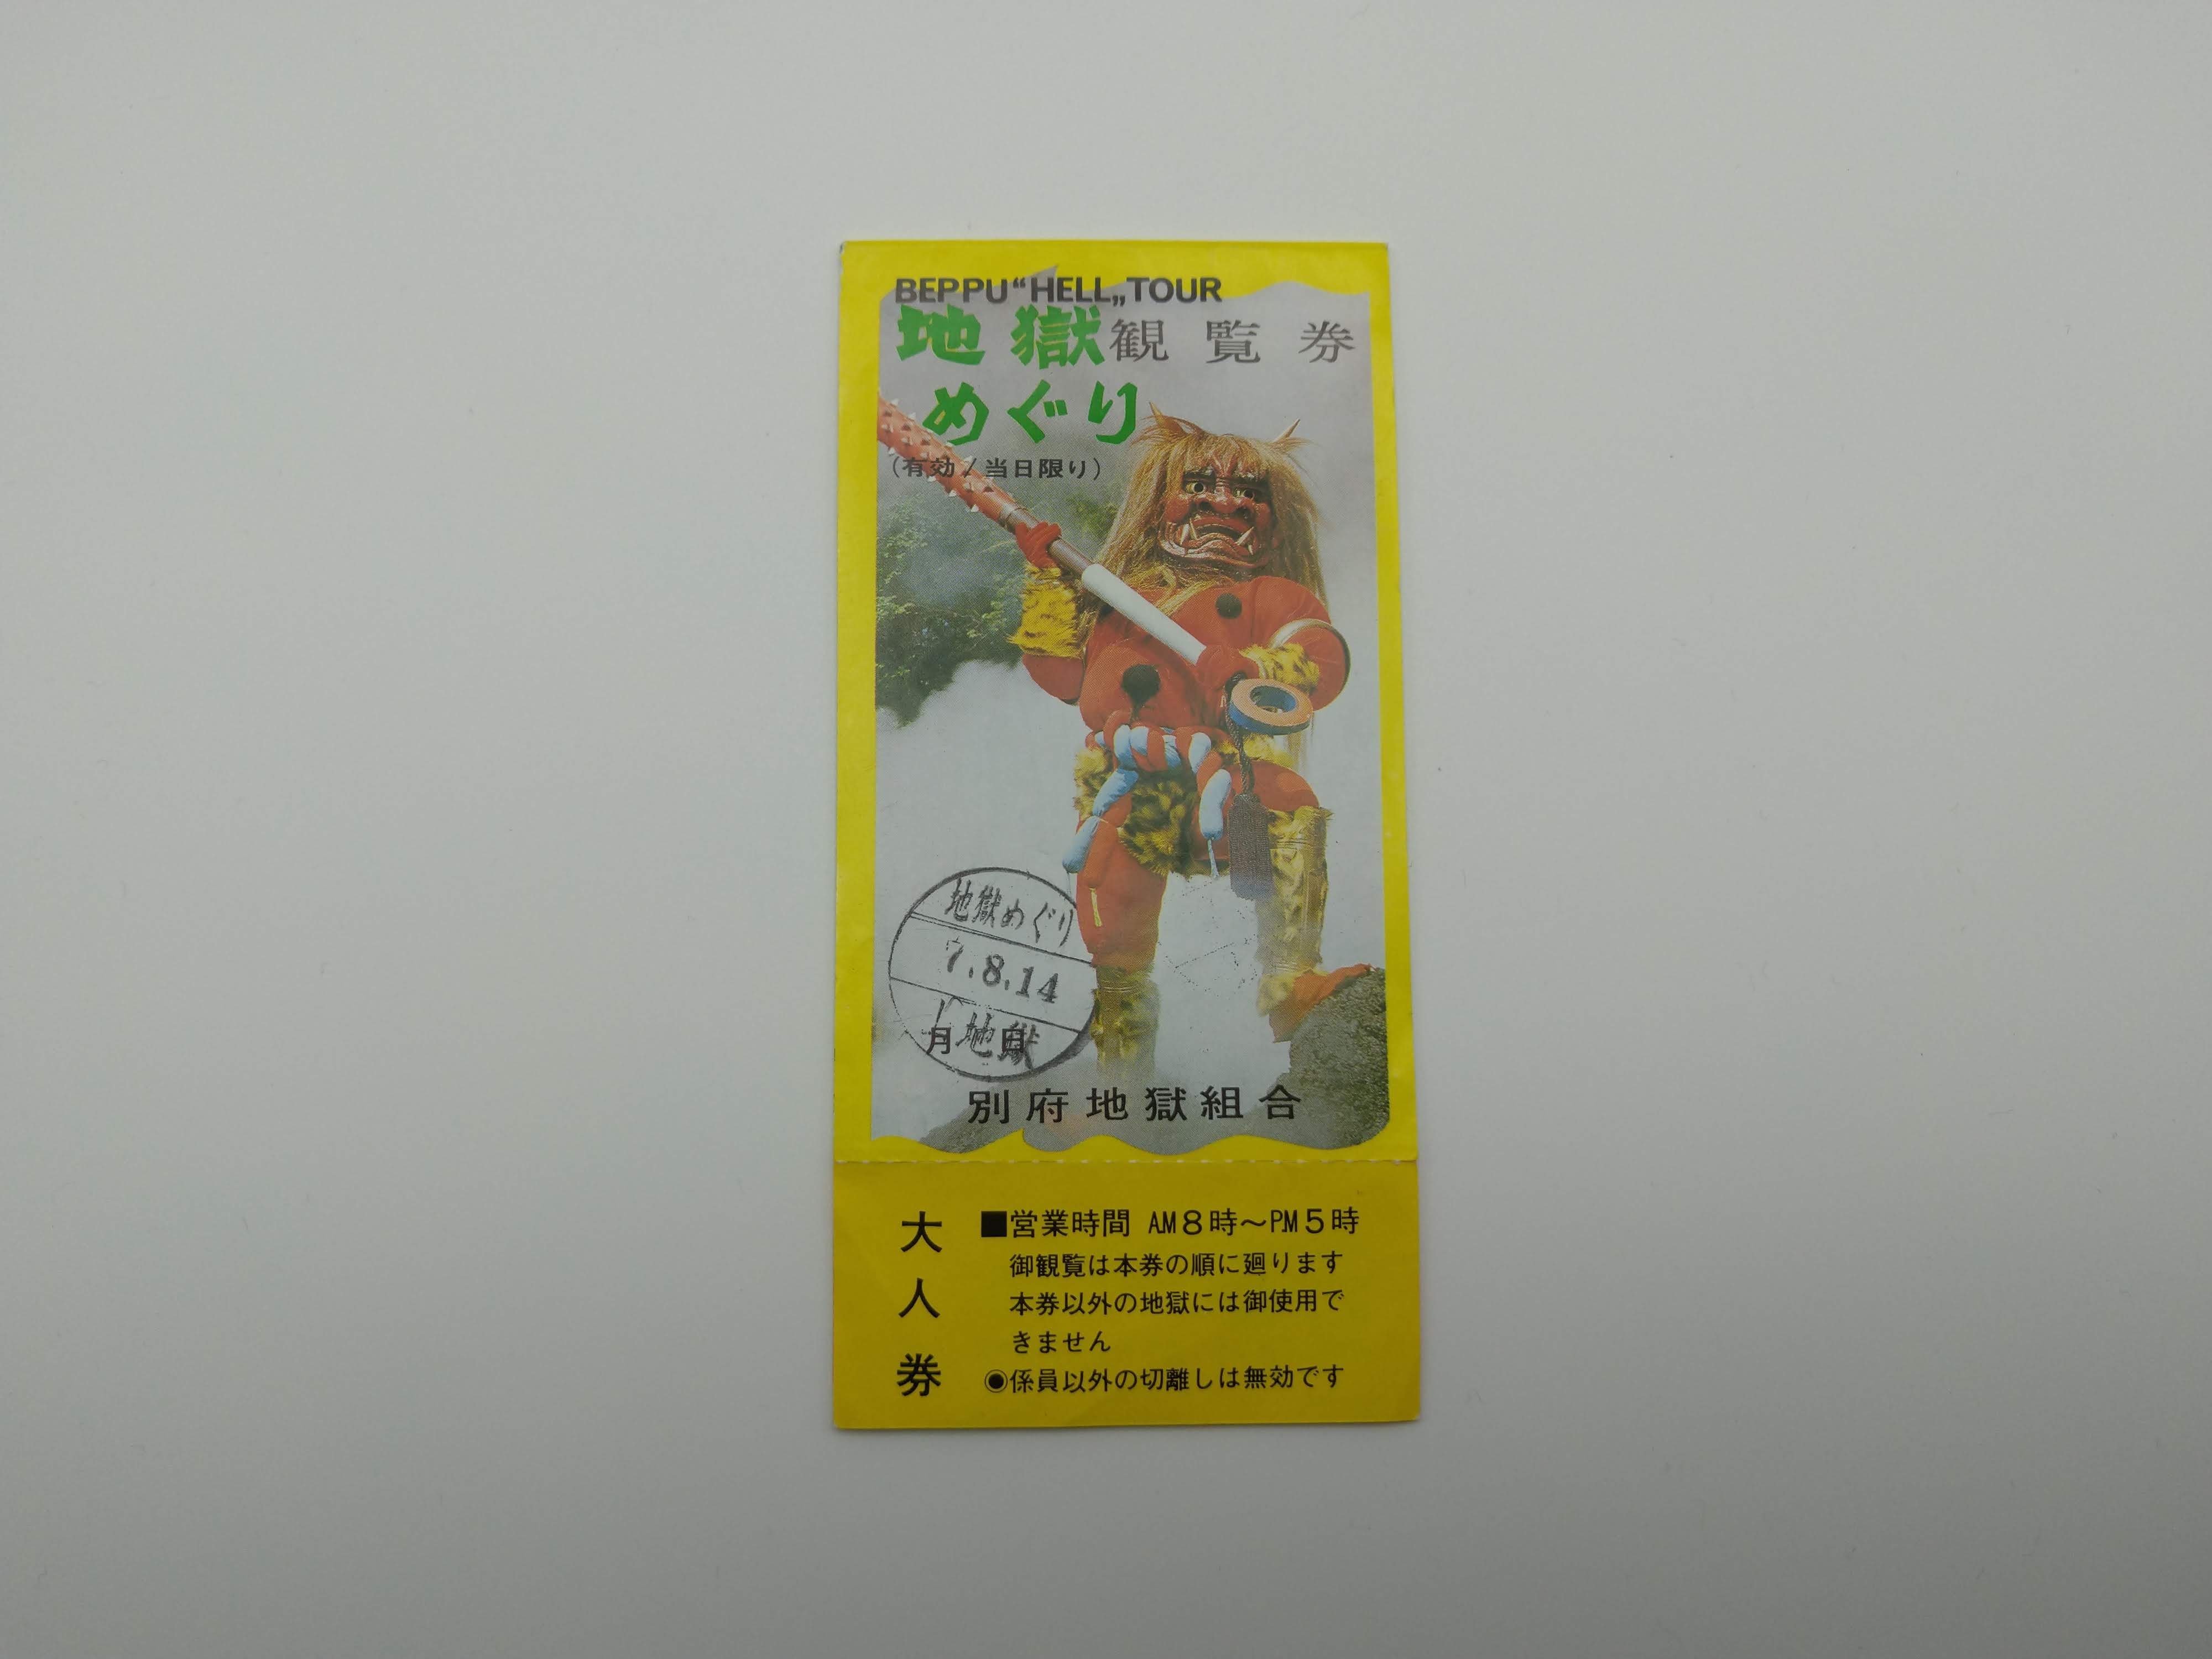 BEPPU“HELL„TOUR
地獄観覧券
めぐり
(有効/当日限り)
地獄めぐり
7.8.14
地獄
月 日
別府地獄組合
大人券
■営業時間 AM8時～PM5時
御観覧は本券の順に廻ります
本券以外の地獄には御使用で
きません
◉係員以外の切離しは無効です